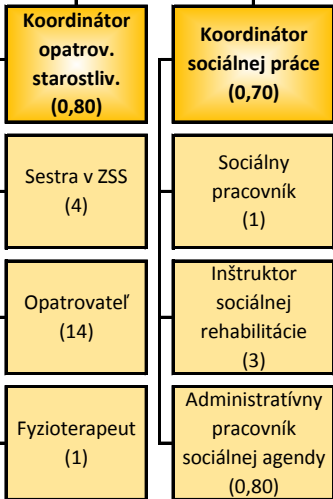 Koordinátor
opatrov.
starostliv.
(0,80)
Sestra v ZSS
(4)
Opatrovateľ
(14)
Fyzioterapeut
(1)
Koordinátor
sociálnej práce
(0,70)
Sociálny
pracovník
(1)
Inštruktor
sociálnej
rehabilitácie
(3)
Administratívny
pracovník
sociálnej agendy
(0,80)